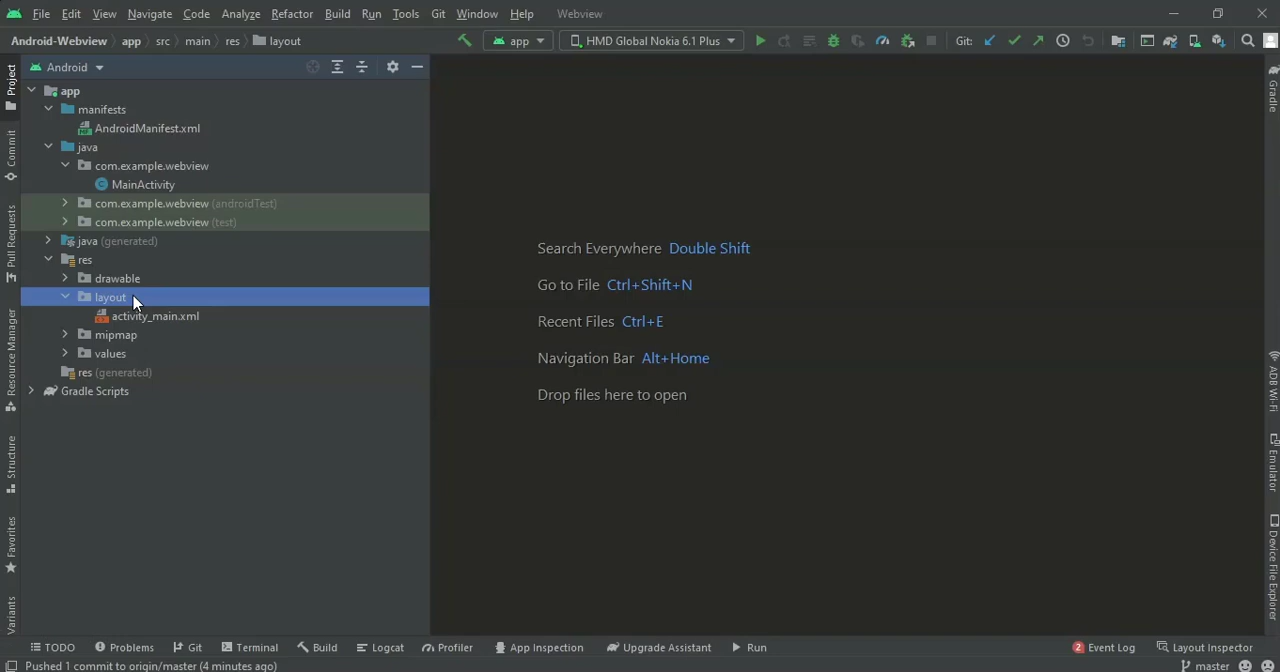 File Edit View Navigate Code Analyze Refactor Build Run Tools Git Window Help Webview
Android-Webview app src main res layout app HMD Global Nokia 6.1 Plus Git:
Android
app
manifests
AndroidManifest.xml
java
com.example.webview
MainActivity
com.example.webview (androidTest)
com.example.webview (test)
java (generated)
res
drawable
layout
activity_main.xml
mipmap
values
res (generated)
Gradle Scripts
Project
Commit
Pull Requests
Resource Manager
Structure
Favorites
Variants
Search Everywhere Double Shift
Go to File Ctrl+Shift+N
Recent Files Ctrl+E
Navigation Bar Alt+Home
Drop files here to open
Gradle
ADB Wi-Fi
Emulator
Device File Explorer
TODO Problems Git Terminal Build Logcat Profiler App Inspection Upgrade Assistant Run 2 Event Log Layout Inspector
Pushed 1 commit to origin/master (4 minutes ago) master